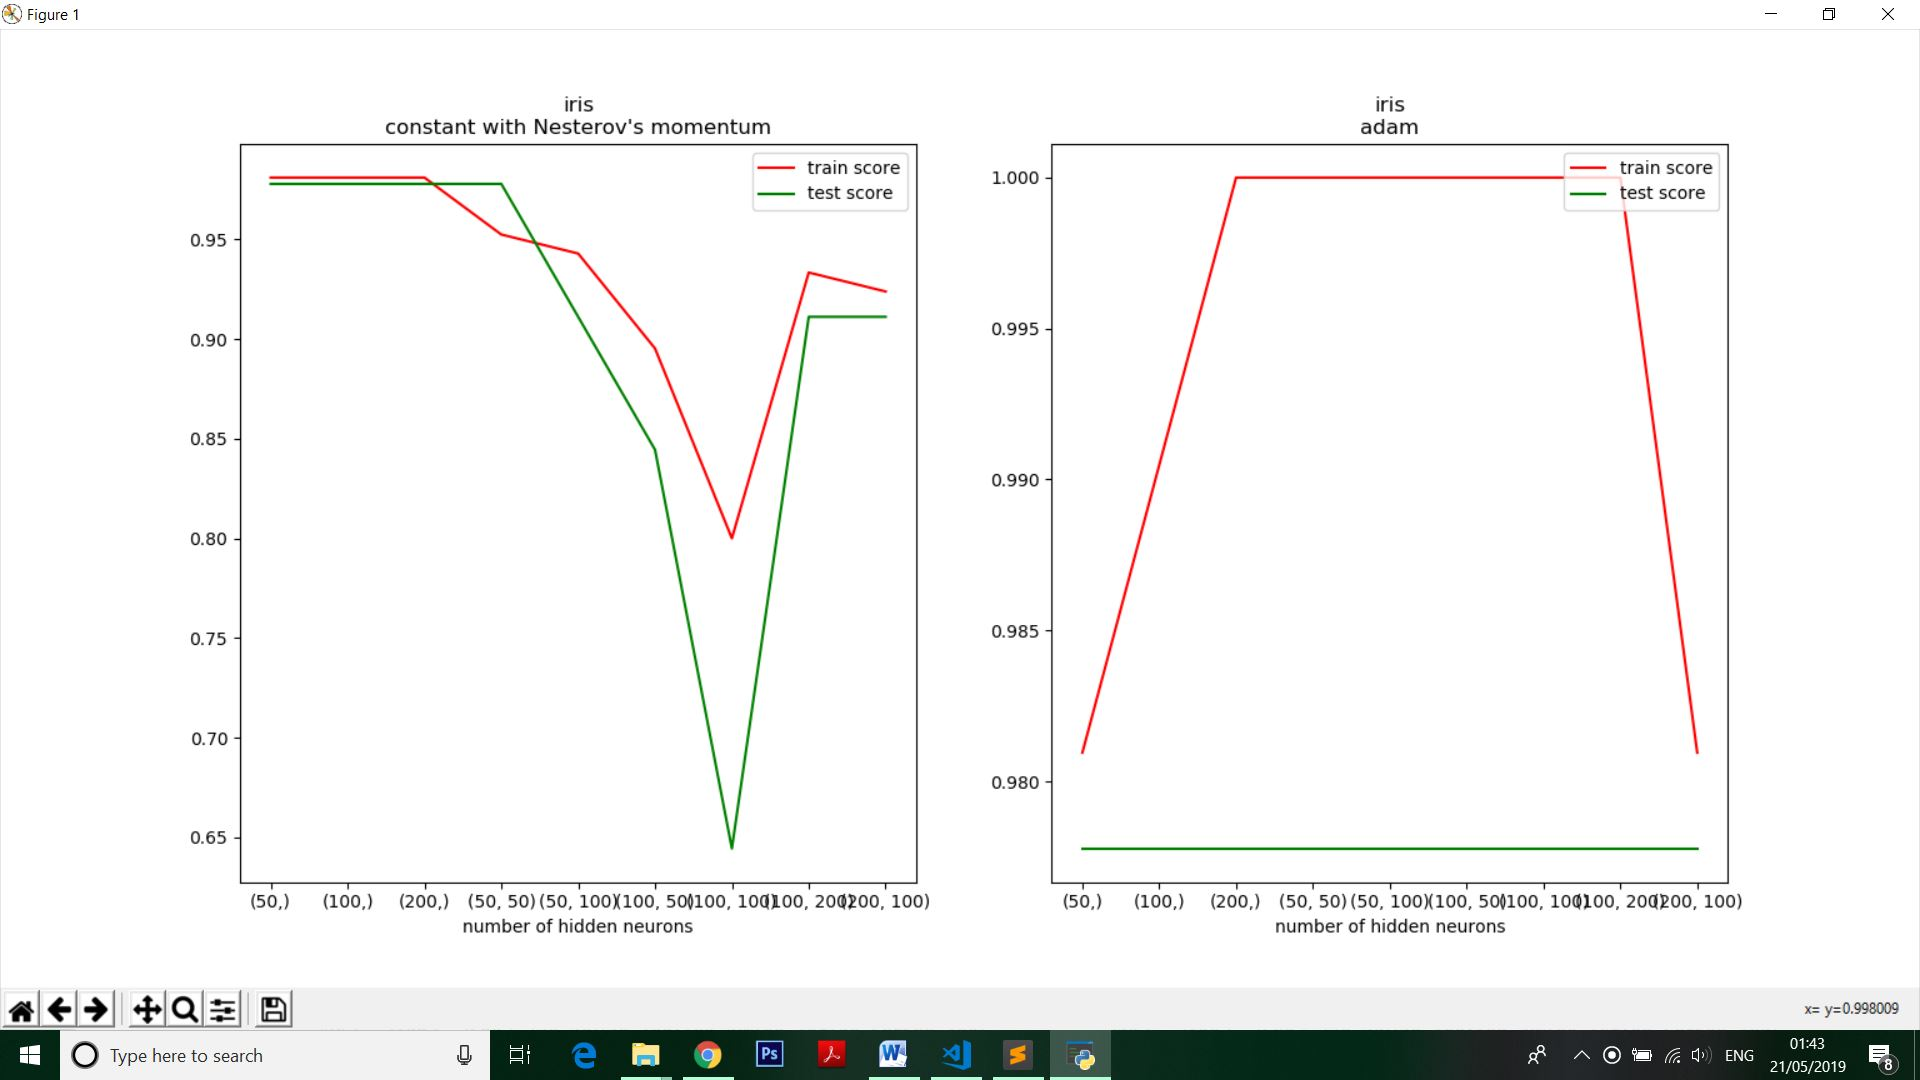 Figure 1
iris
constant with Nesterov's momentum
train score
test score
0.95
0.90
0.85
0.80
0.75
0.70
0.65
(50,) (100,) (200,) (50, 50) (50, 100) (100, 50) (100, 100) (100, 200) (200, 100)
number of hidden neurons
iris
adam
train score
test score
1.000
0.995
0.990
0.985
0.980
(50,) (100,) (200,) (50, 50) (50, 100) (100, 50) (100, 100) (100, 200) (200, 100)
number of hidden neurons
x= y=0.998009
Type here to search
Ps
ENG
01:43
21/05/2019
8